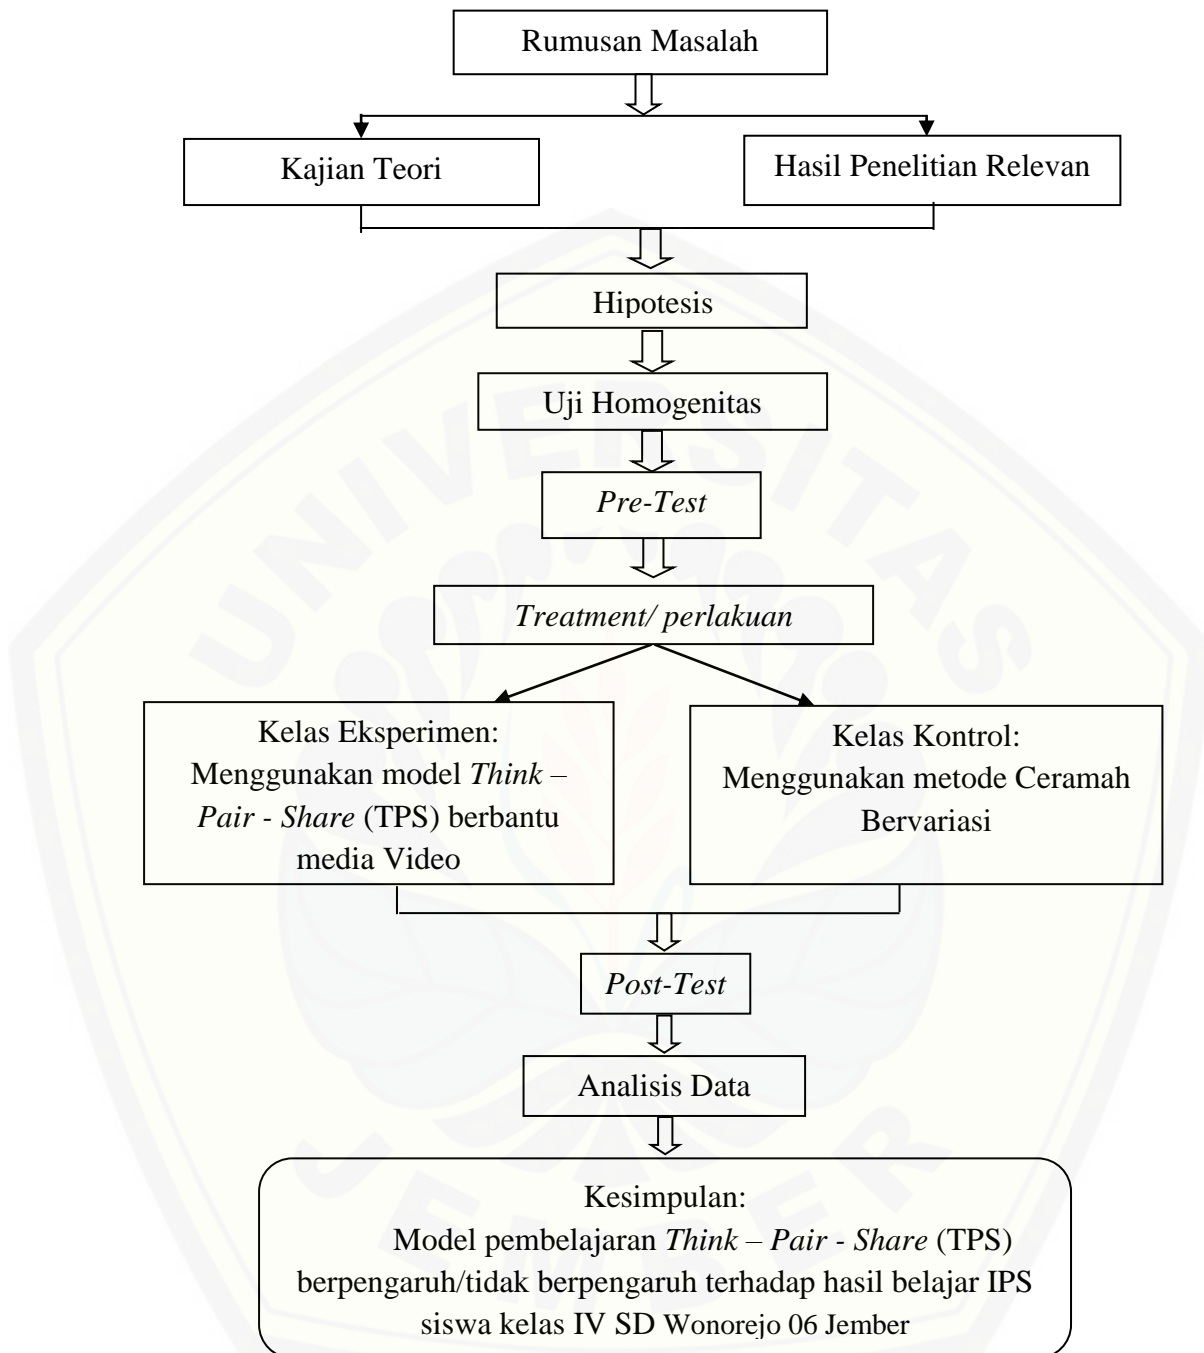 Rumusan Masalah
Kajian Teori
Hasil Penelitian Relevan
Hipotesis
Uji Homogenitas
Pre-Test
Treatment/ perlakuan
Kelas Eksperimen:
Menggunakan model Think –
Pair - Share (TPS) berbantu
media Video
Kelas Kontrol:
Menggunakan metode Ceramah
Bervariasi
Post-Test
Analisis Data
Kesimpulan:
Model pembelajaran Think – Pair - Share (TPS)
berpengaruh/tidak berpengaruh terhadap hasil belajar IPS
siswa kelas IV SD Wonorejo 06 Jember
UNIVERSITAS
JEMBER